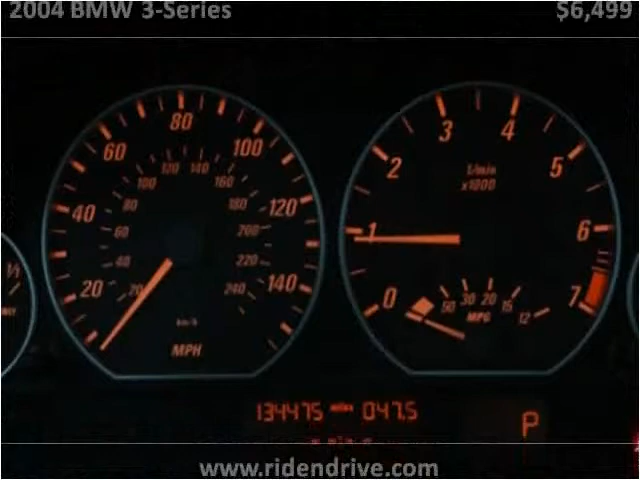 2004 BMW 3-Series $6,499
80
60 100
40 120
20 140
120 140
100 160
80 180
60 200
40 220
20 240
km/h
MPH
3 4
2 5
1 6
0 7
1/min
x1000
50 30 20 15 12
MPG
134475 miles 047.5
P
www.ridendrive.com